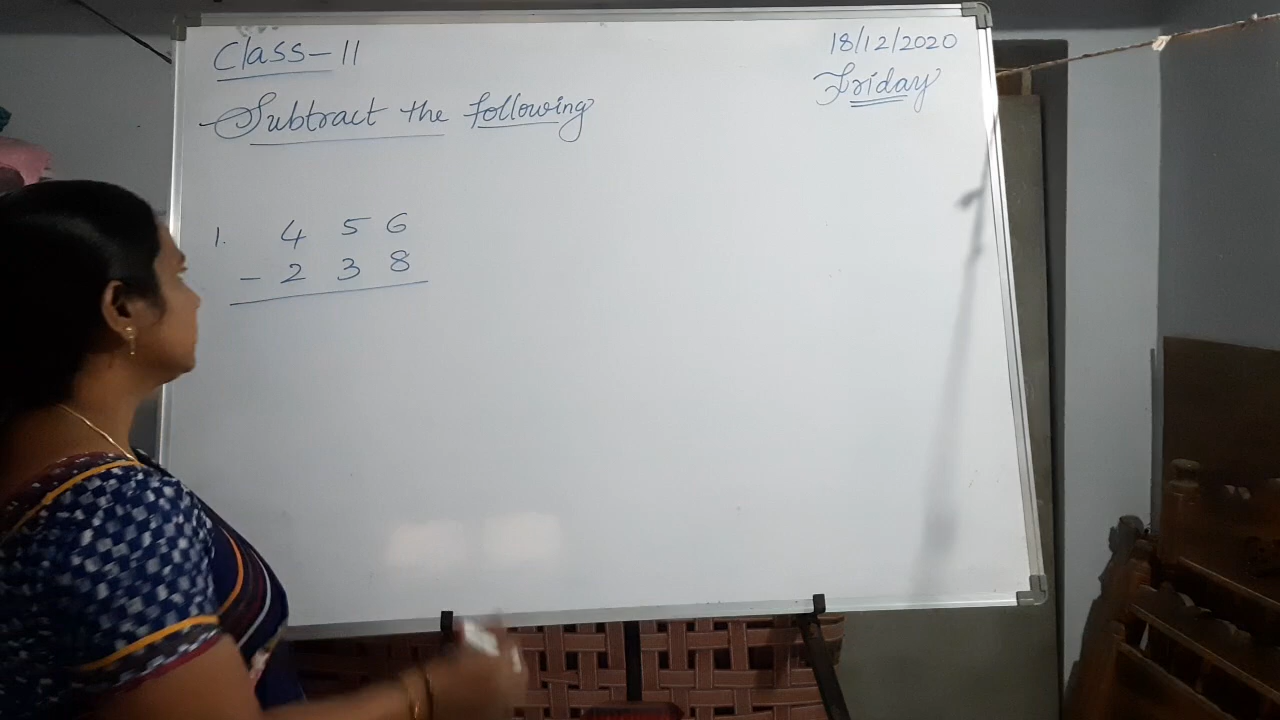 Class-11
18/12/2020
Friday
Subtract the following
1. 4 5 6
- 2 3 8